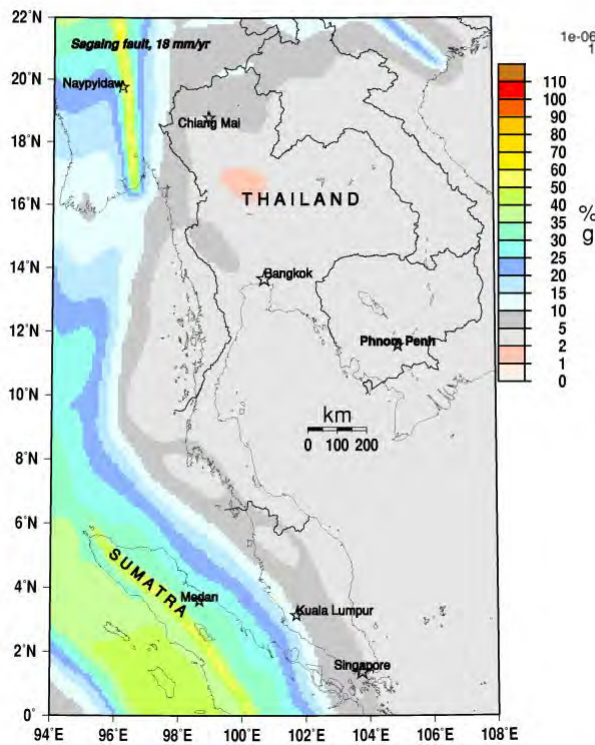 22°N
20°N
18°N
16°N
14°N
12°N
10°N
8°N
6°N
4°N
2°N
0°
94°E 96°E 98°E 100°E 102°E 104°E 106°E 108°E
Sagaing fault, 18 mm/yr
Naypyidaw
Chiang Mai
THAILAND
Bangkok
Phnom Penh
km
0 100 200
SUMATRA
Medan
Kuala Lumpur
Singapore
1e-06
1
110
100
90
80
70
60
50
40
35
30
25
20
15
10
5
2
1
0
%
g